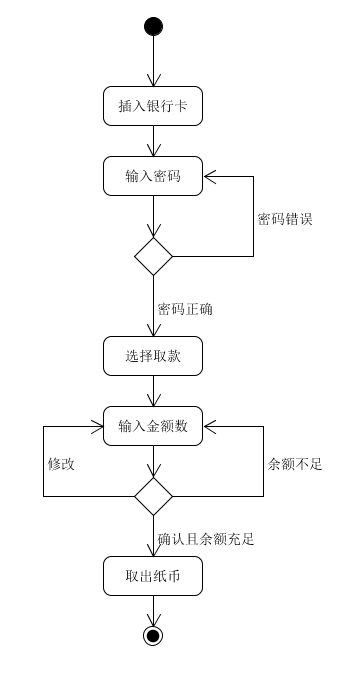 插入银行卡
输入密码
密码错误
密码正确
选择取款
输入金额数
修改
余额不足
确认且余额充足
取出纸币